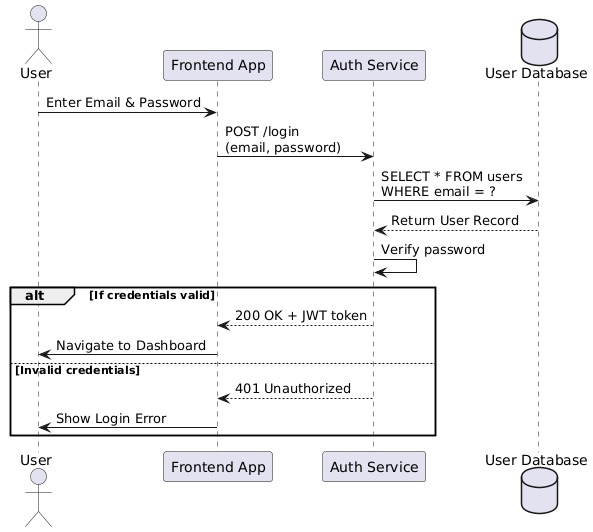 User
Frontend App
Auth Service
User Database
Enter Email & Password
POST /login
(email, password)
SELECT * FROM users
WHERE email = ?
Return User Record
Verify password
alt
[If credentials valid]
200 OK + JWT token
Navigate to Dashboard
[Invalid credentials]
401 Unauthorized
Show Login Error
User
Frontend App
Auth Service
User Database